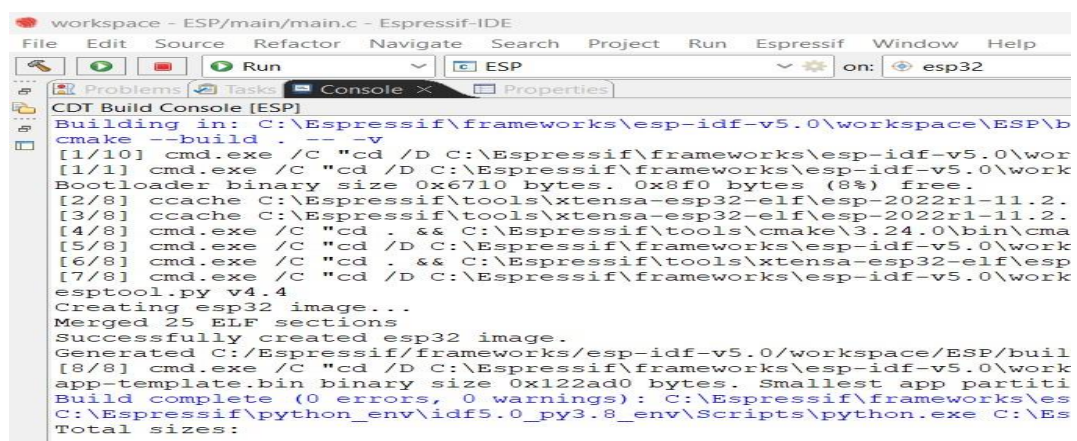 workspace - ESP/main/main.c - Espressif-IDE
File Edit Source Refactor Navigate Search Project Run Espressif Window Help
Run ESP on: esp32
Problems Tasks Console Properties
CDT Build Console [ESP]
Building in: C:\Espressif\frameworks\esp-idf-v5.0\workspace\ESP\b
cmake --build . -- -v
[1/10] cmd.exe /C "cd /D C:\Espressif\frameworks\esp-idf-v5.0\wor
[1/1] cmd.exe /C "cd /D C:\Espressif\frameworks\esp-idf-v5.0\work
Bootloader binary size 0x6710 bytes. 0x8f0 bytes (8%) free.
[2/8] ccache C:\Espressif\tools\xtensa-esp32-elf\esp-2022r1-11.2.
[3/8] ccache C:\Espressif\tools\xtensa-esp32-elf\esp-2022r1-11.2.
[4/8] cmd.exe /C "cd . && C:\Espressif\tools\cmake\3.24.0\bin\cma
[5/8] cmd.exe /C "cd /D C:\Espressif\frameworks\esp-idf-v5.0\work
[6/8] cmd.exe /C "cd . && C:\Espressif\tools\xtensa-esp32-elf\esp
[7/8] cmd.exe /C "cd /D C:\Espressif\frameworks\esp-idf-v5.0\work
esptool.py v4.4
Creating esp32 image...
Merged 25 ELF sections
Successfully created esp32 image.
Generated C:/Espressif/frameworks/esp-idf-v5.0/workspace/ESP/buil
[8/8] cmd.exe /C "cd /D C:\Espressif\frameworks\esp-idf-v5.0\work
app-template.bin binary size 0x122ad0 bytes. Smallest app partiti
Build complete (0 errors, 0 warnings): C:\Espressif\frameworks\es
C:\Espressif\python_env\idf5.0_py3.8_env\Scripts\python.exe C:\Es
Total sizes: